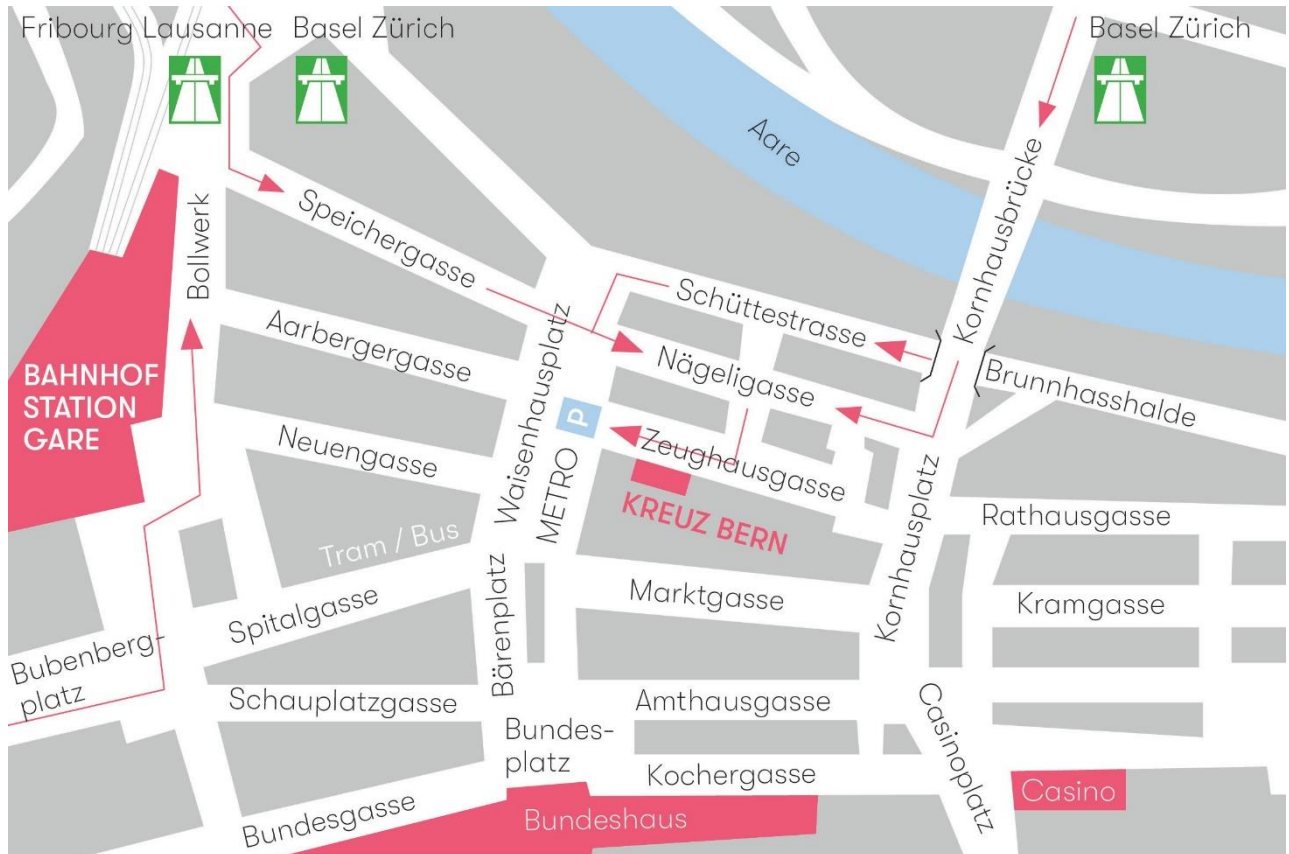 Fribourg Lausanne
Basel Zürich
Basel Zürich
Aare
Kornhausbrücke
Bollwerk
Speichergasse
Schüttestrasse
Aarbergergasse
Waisenhausplatz
Nägeligasse
Brunnhasshalde
BAHNHOF
STATION
GARE
P
Neuengasse
METRO
Zeughausgasse
KREUZ BERN
Kornhausplatz
Rathausgasse
Tram / Bus
Spitalgasse
Bärenplatz
Marktgasse
Kramgasse
Bubenberg-
platz
Schauplatzgasse
Amthausgasse
Bundes-
platz
Casinoplatz
Kochergasse
Casino
Bundesgasse
Bundeshaus